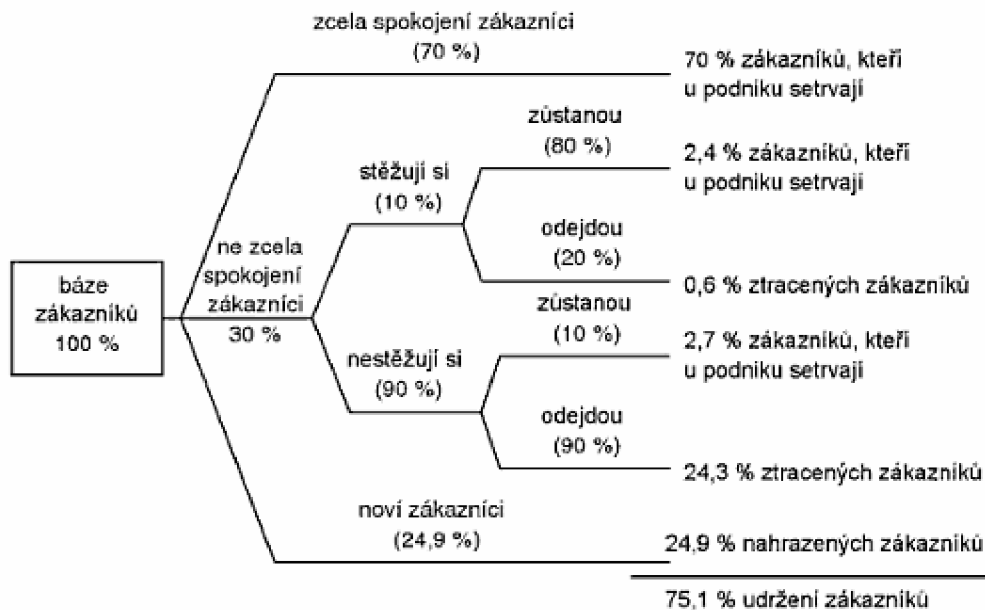 zcela spokojení zákazníci
(70 %)
70 % zákazníků, kteří
u podniku setrvají
zůstanou
(80 %)
2,4 % zákazníků, kteří
u podniku setrvají
stěžují si
(10 %)
odejdou
(20 %)
0,6 % ztracených zákazníků
ne zcela
spokojení
zákazníci
30 %
báze
zákazníků
100 %
zůstanou
(10 %)
2,7 % zákazníků, kteří
u podniku setrvají
nestěžují si
(90 %)
odejdou
(90 %)
24,3 % ztracených zákazníků
noví zákazníci
(24,9 %)
24,9 % nahrazených zákazníků
75,1 % udržení zákazníků